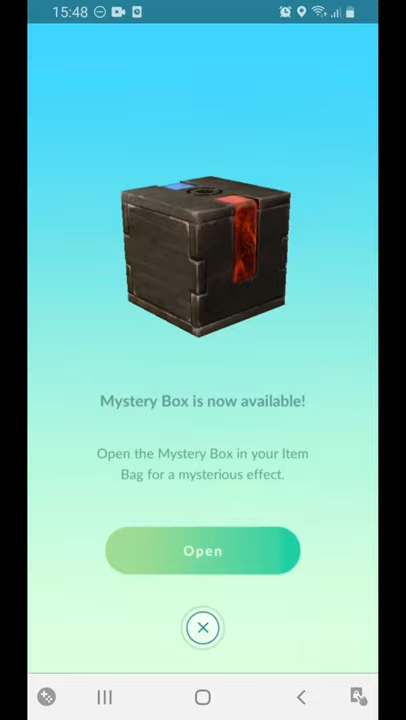 15:48
Mystery Box is now available!
Open the Mystery Box in your Item
Bag for a mysterious effect.
Open